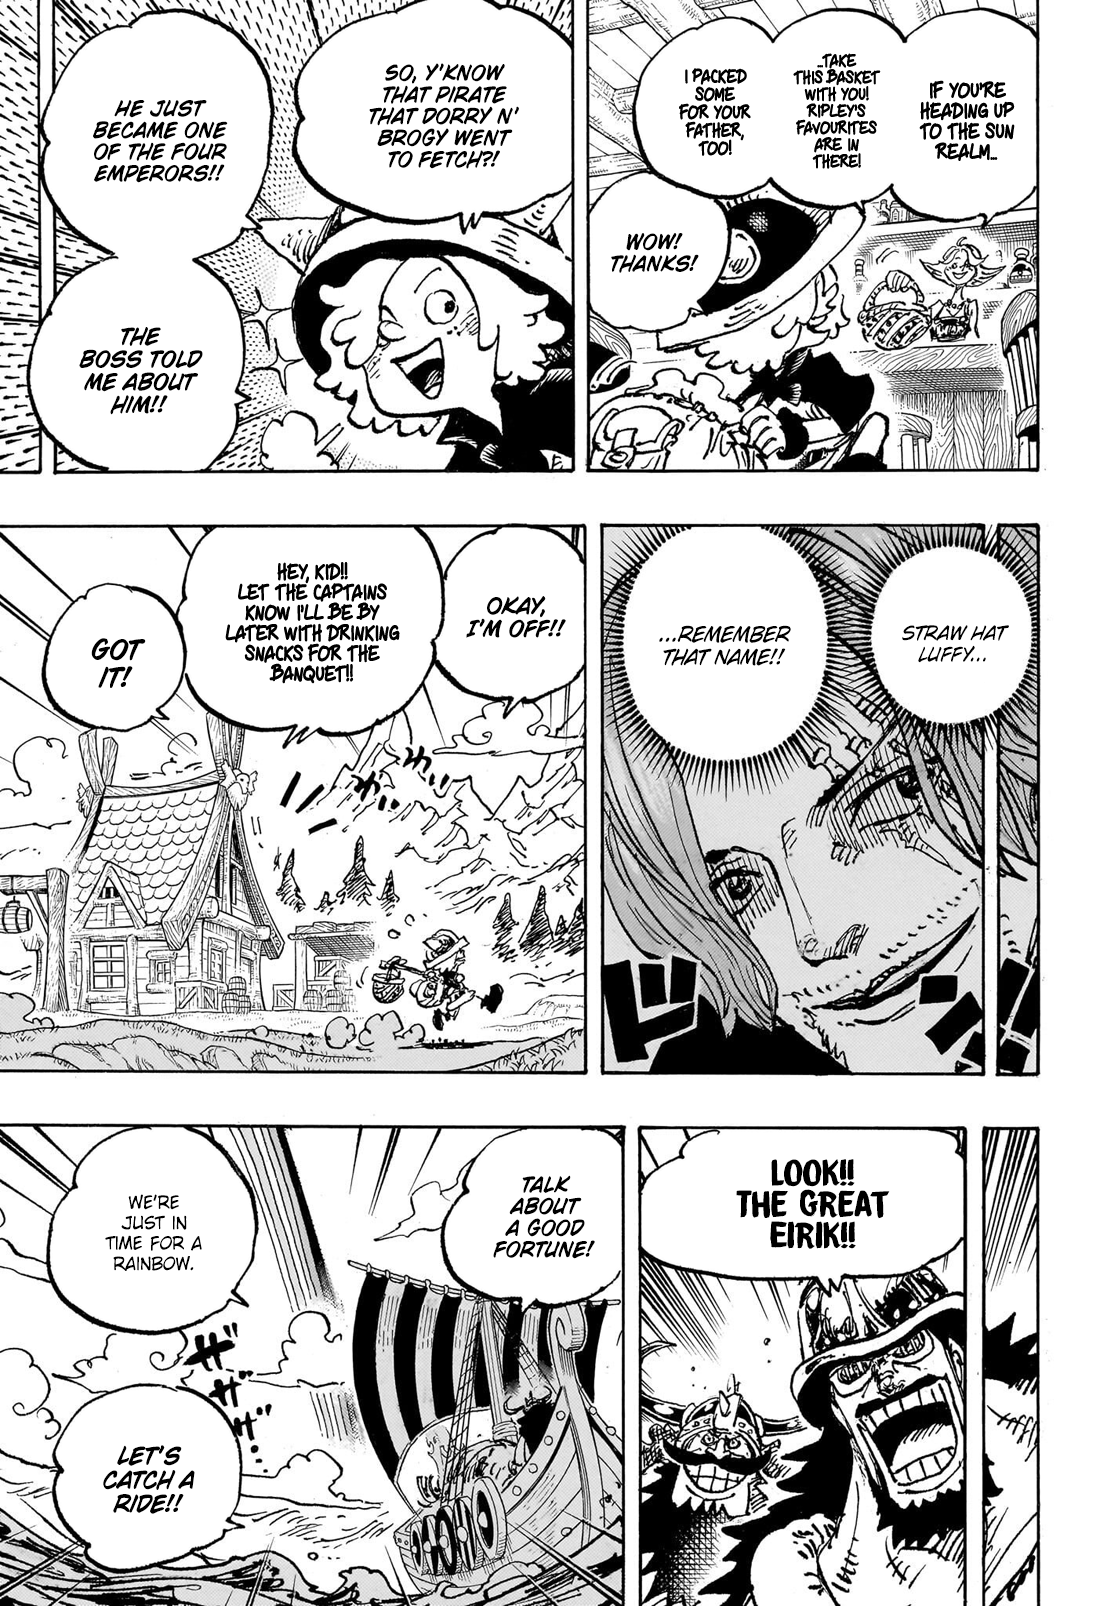 IF YOU'RE
HEADING UP
TO THE SUN
REALM...
...TAKE
THIS BASKET
WITH YOU!
RIPLEY'S
FAVOURITES
ARE IN
THERE!
I PACKED
SOME
FOR YOUR
FATHER,
TOO!
WOW!
THANKS!
SO, Y'KNOW
THAT PIRATE
THAT DORRY N'
BROGY WENT
TO FETCH?!
HE JUST
BECAME ONE
OF THE FOUR
EMPERORS!!
THE
BOSS TOLD
ME ABOUT
HIM!!
STRAW HAT
LUFFY...
...REMEMBER
THAT NAME!!
ド
OKAY,
I'M OFF!!
HEY, KID!!
LET THE CAPTAINS
KNOW I'LL BE BY
LATER WITH DRINKING
SNACKS FOR THE
BANQUET!!
GOT
IT!
LOOK!!
THE GREAT
EIRIK!!
TALK
ABOUT
A GOOD
FORTUNE!
WE'RE
JUST IN
TIME FOR A
RAINBOW.
ザザザ…
LET'S
CATCH A
RIDE!!